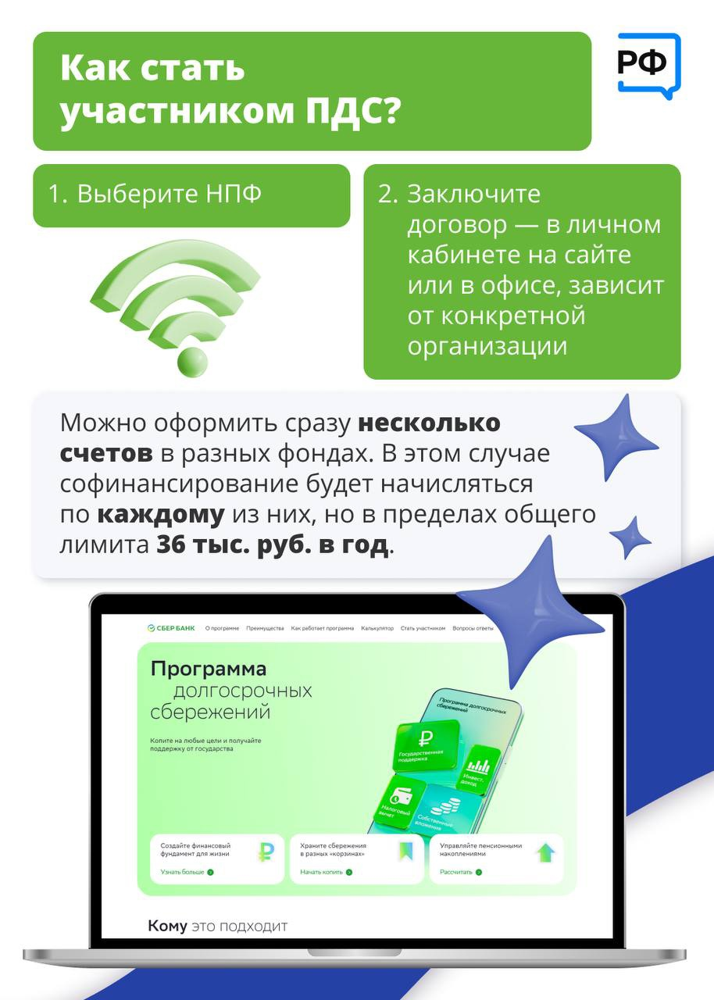 Как стать
участником ПДС?
РФ
1. Выберите НПФ
2. Заключите
договор — в личном
кабинете на сайте
или в офисе, зависит
от конкретной
организации
Можно оформить сразу несколько
счетов в разных фондах. В этом случае
софинансирование будет начисляться
по каждому из них, но в пределах общего
лимита 36 тыс. руб. в год.
СБЕР БАНК О программе Преимущества Как работает программа Калькулятор Стать участником Вопросы ответы
Программа
долгосрочных
сбережений
Копите на любые цели и получайте
поддержку от государства
Программа долгосрочных
сбережений
Государственная
поддержка
Инвест.
доход
Налоговый
вычет
Собственные
вложения
Создайте финансовый
фундамент для жизни
Узнать больше
Храните сбережения
в разных «корзинах»
Начать копить
Управляйте пенсионными
накоплениями
Рассчитать
Кому это подходит